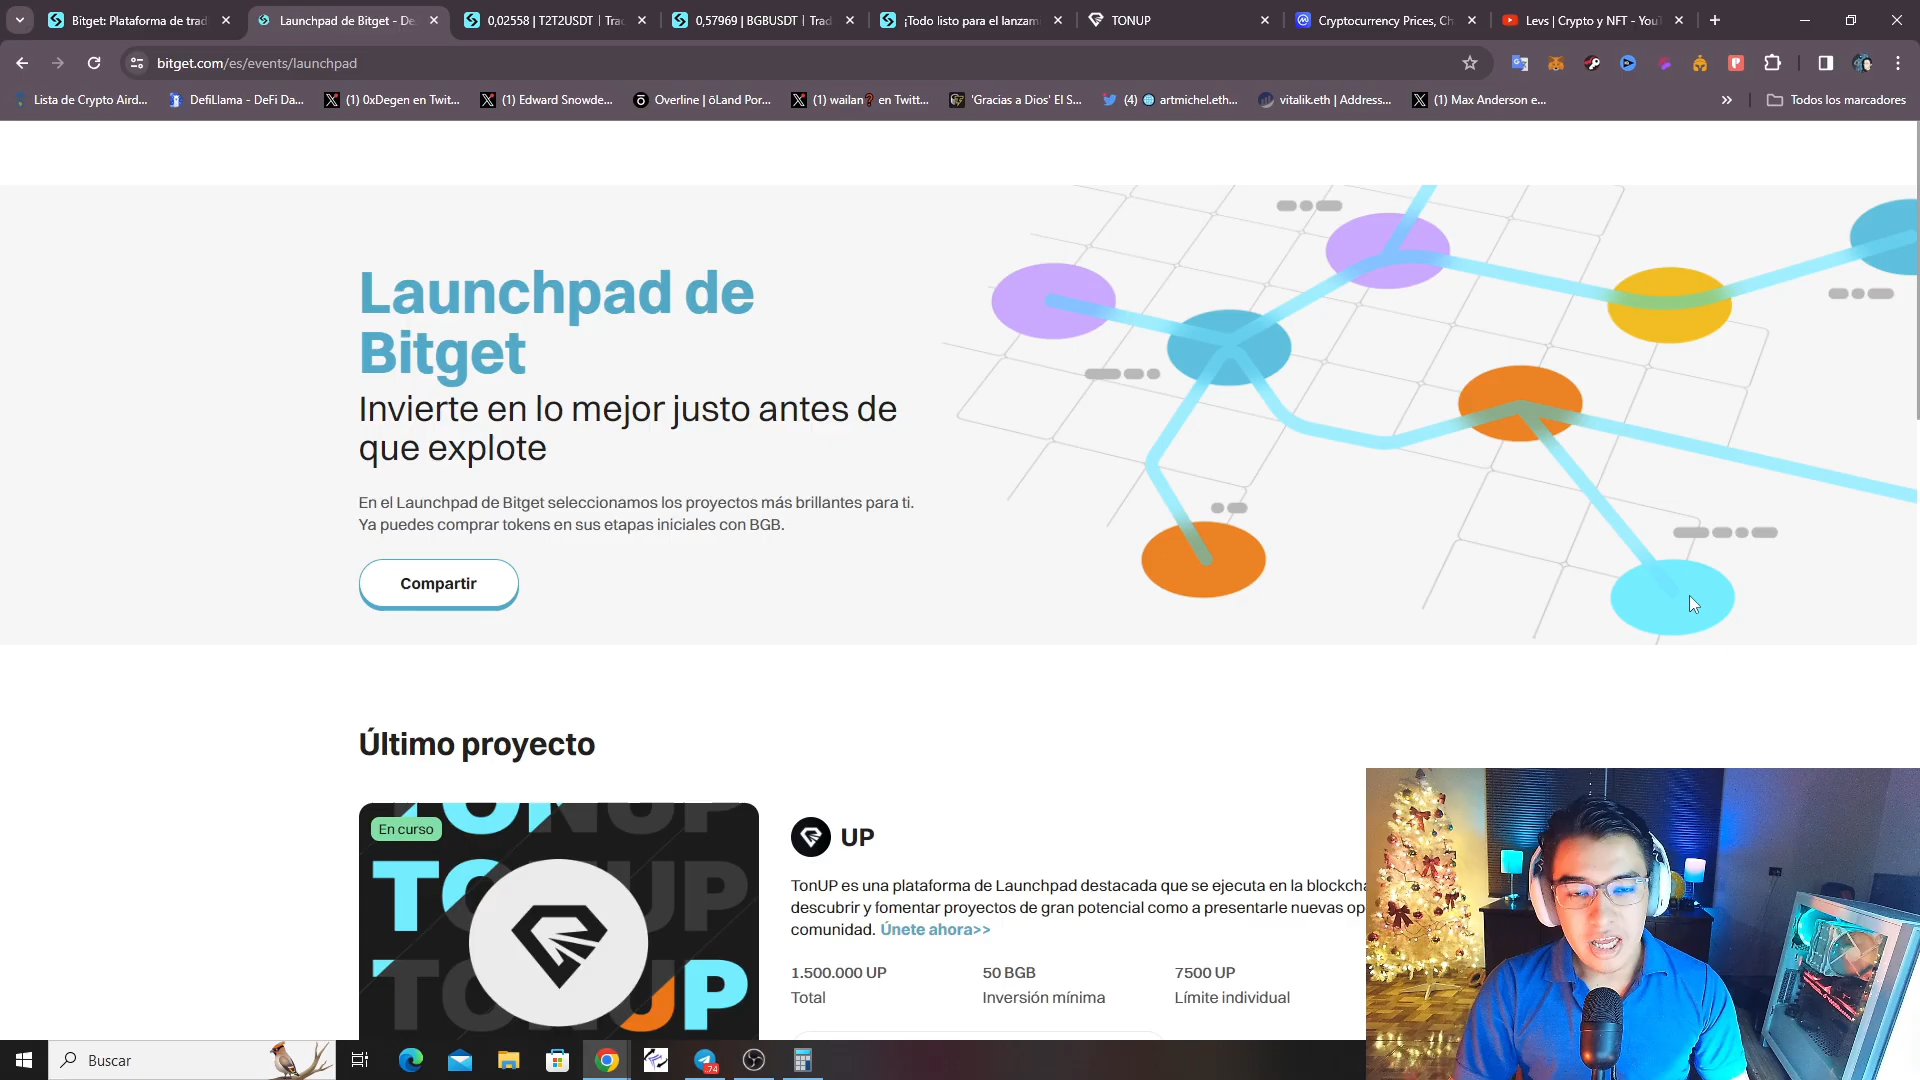 Bitget: Plataforma de trad
Launchpad de Bitget - De
0,02558 | T2T2USDT | Trad
0,57969 | BGBUSDT | Trad
¡Todo listo para el lanzam
TONUP
Cryptocurrency Prices, Ch
Levs | Crypto y NFT - YouT
bitget.com/es/events/launchpad
Lista de Crypto Aird...
DefiLlama - DeFi Da...
(1) 0xDegen en Twit...
(1) Edward Snowde...
Overline | ōLand Por...
(1) wailan❓ en Twitt...
'Gracias a Dios' El S...
(4) 🌐 artmichel.eth...
vitalik.eth | Address...
(1) Max Anderson e...
Todos los marcadores
Launchpad de
Bitget
Invierte en lo mejor justo antes de
que explote
En el Launchpad de Bitget seleccionamos los proyectos más brillantes para ti.
Ya puedes comprar tokens en sus etapas iniciales con BGB.
Compartir
Último proyecto
En curso
TONUP
TONUP
TONUP
UP
TonUP es una plataforma de Launchpad destacada que se ejecuta en la blockcha
descubrir y fomentar proyectos de gran potencial como a presentarle nuevas op
comunidad. Únete ahora>>
1.500.000 UP
50 BGB
7500 UP
Total
Inversión mínima
Límite individual
Buscar
74